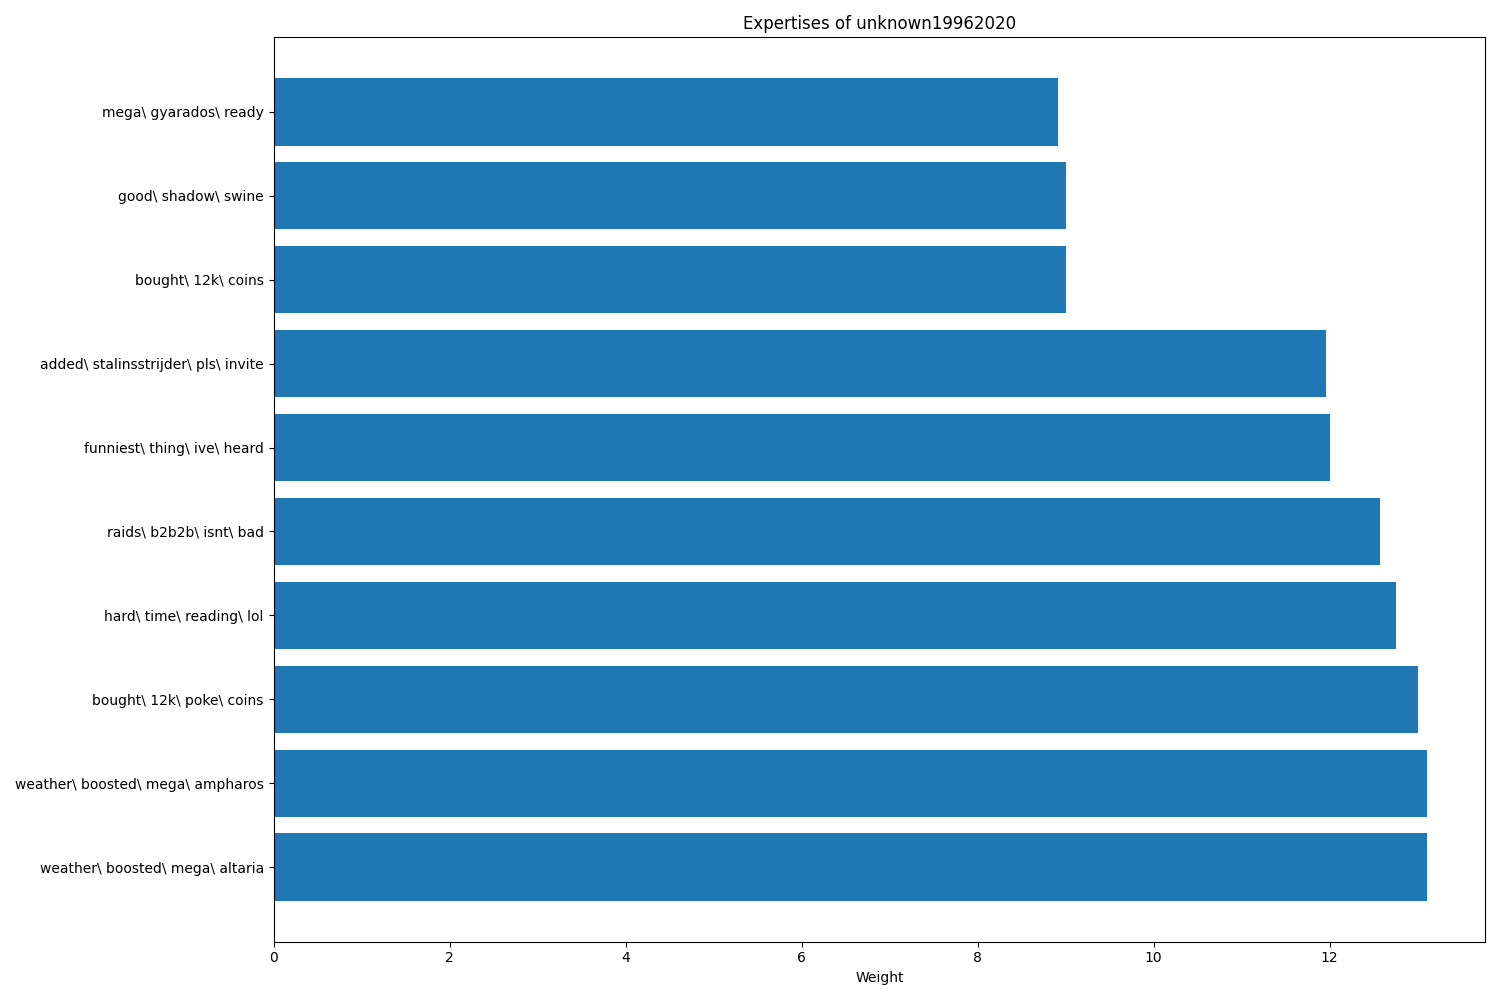 Expertises of unknown19962020
mega\ gyarados\ ready
good\ shadow\ swine
bought\ 12k\ coins
added\ stalinsstrijder\ pls\ invite
funniest\ thing\ ive\ heard
raids\ b2b2b\ isnt\ bad
hard\ time\ reading\ lol
bought\ 12k\ poke\ coins
weather\ boosted\ mega\ ampharos
weather\ boosted\ mega\ altaria
0 2 4 6 8 10 12
Weight